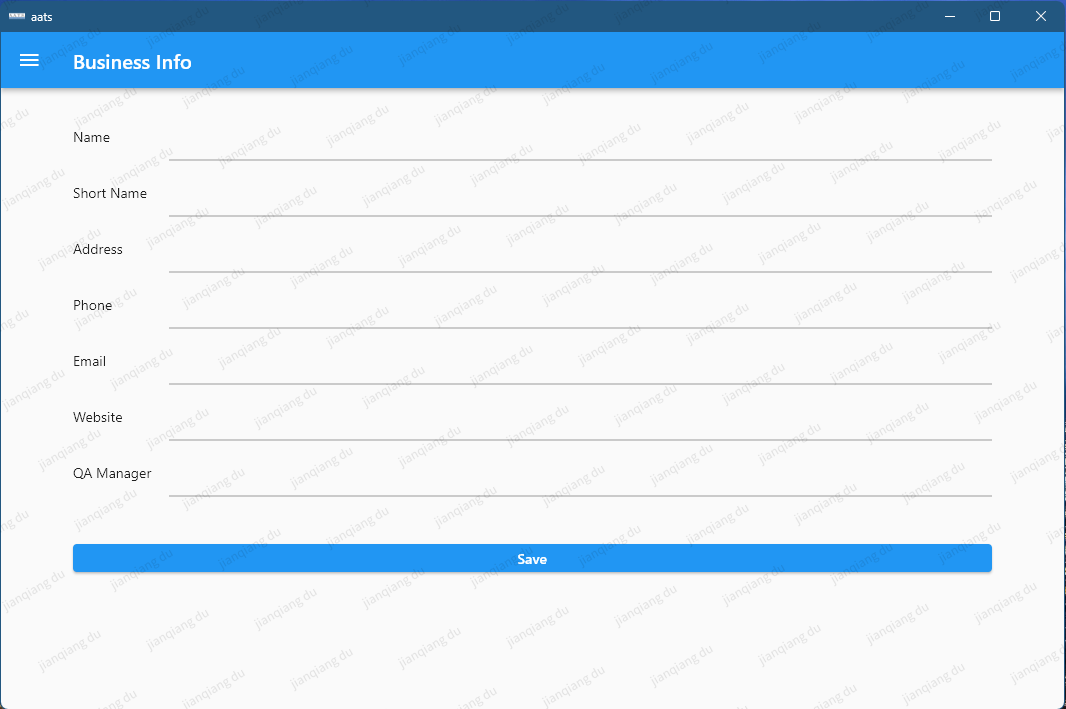 aats
Business Info
Name
Short Name
Address
Phone
Email
Website
QA Manager
Save
jianqiang du